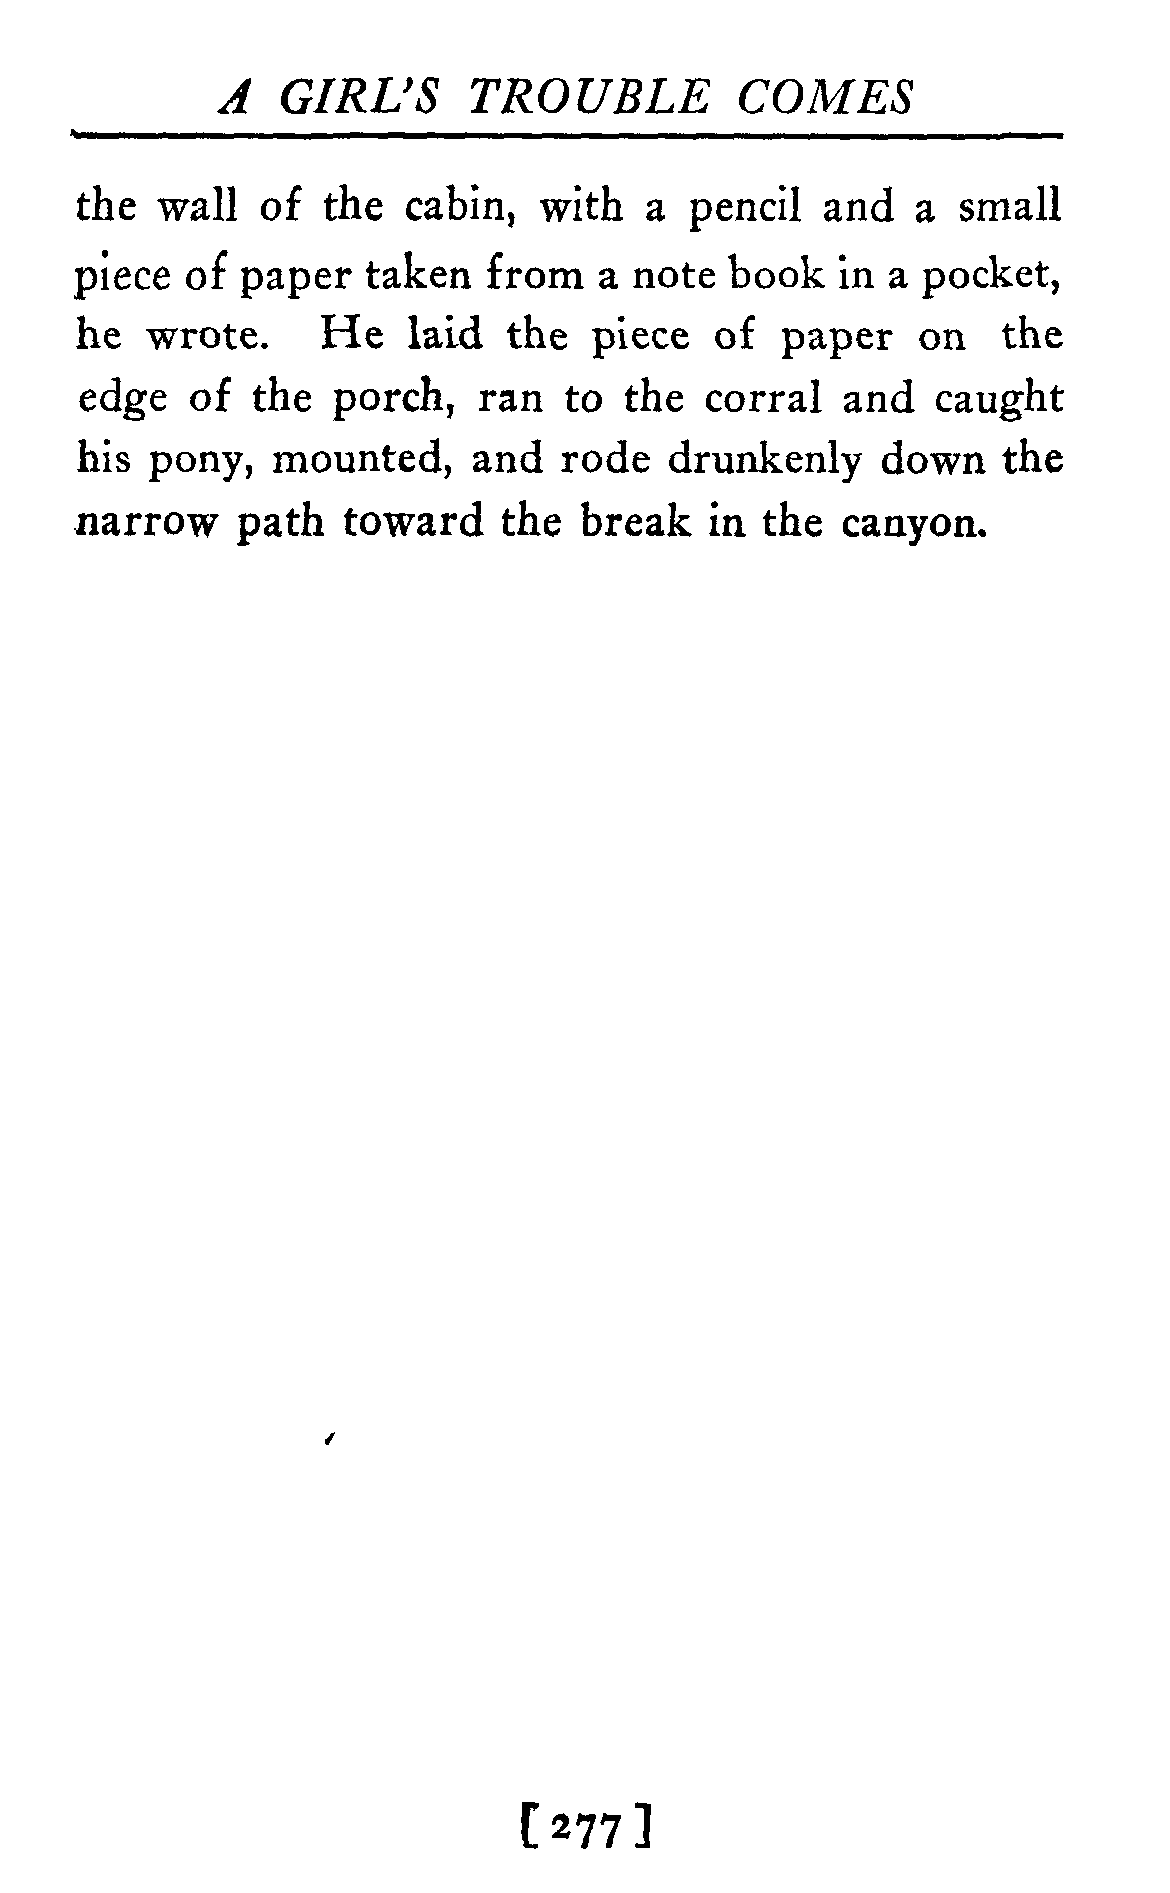 A GIRL'S TROUBLE COMES
the wall of the cabin, with a pencil and a small
piece of paper taken from a note book in a pocket,
he wrote. He laid the piece of paper on the
edge of the porch, ran to the corral and caught
his pony, mounted, and rode drunkenly down the
narrow path toward the break in the canyon.
[277]